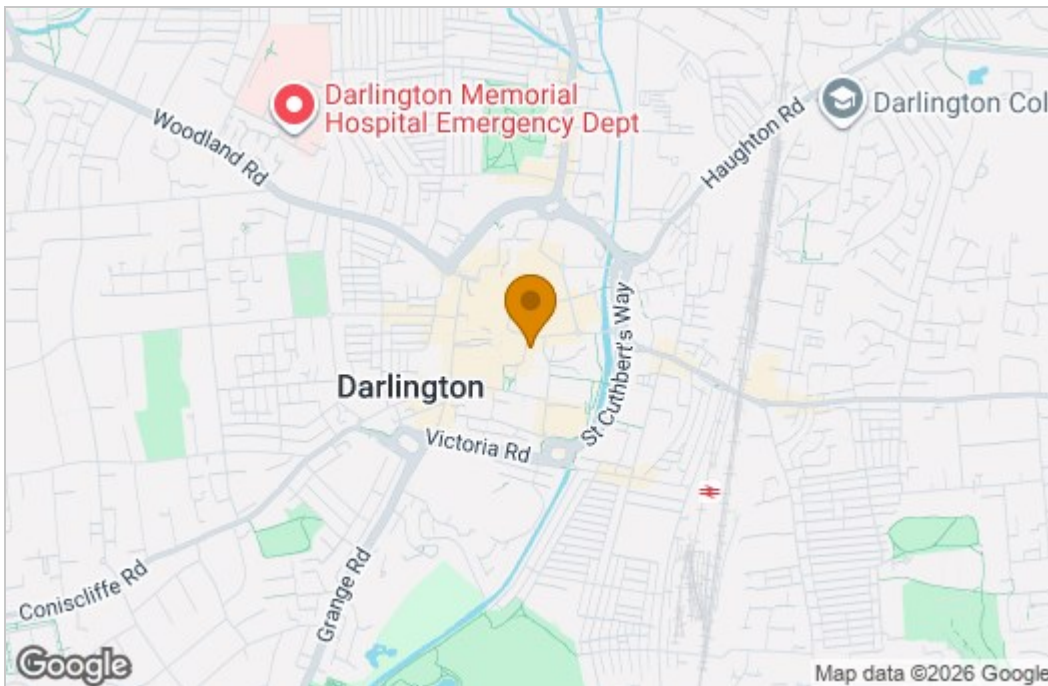 Darlington Memorial
Hospital Emergency Dept
Darlington Col
Woodland Rd
Haughton Rd
St Cuthbert's Way
Darlington
Victoria Rd
Coniscliffe Rd
Grange Rd
Google
Map data ©2026 Google